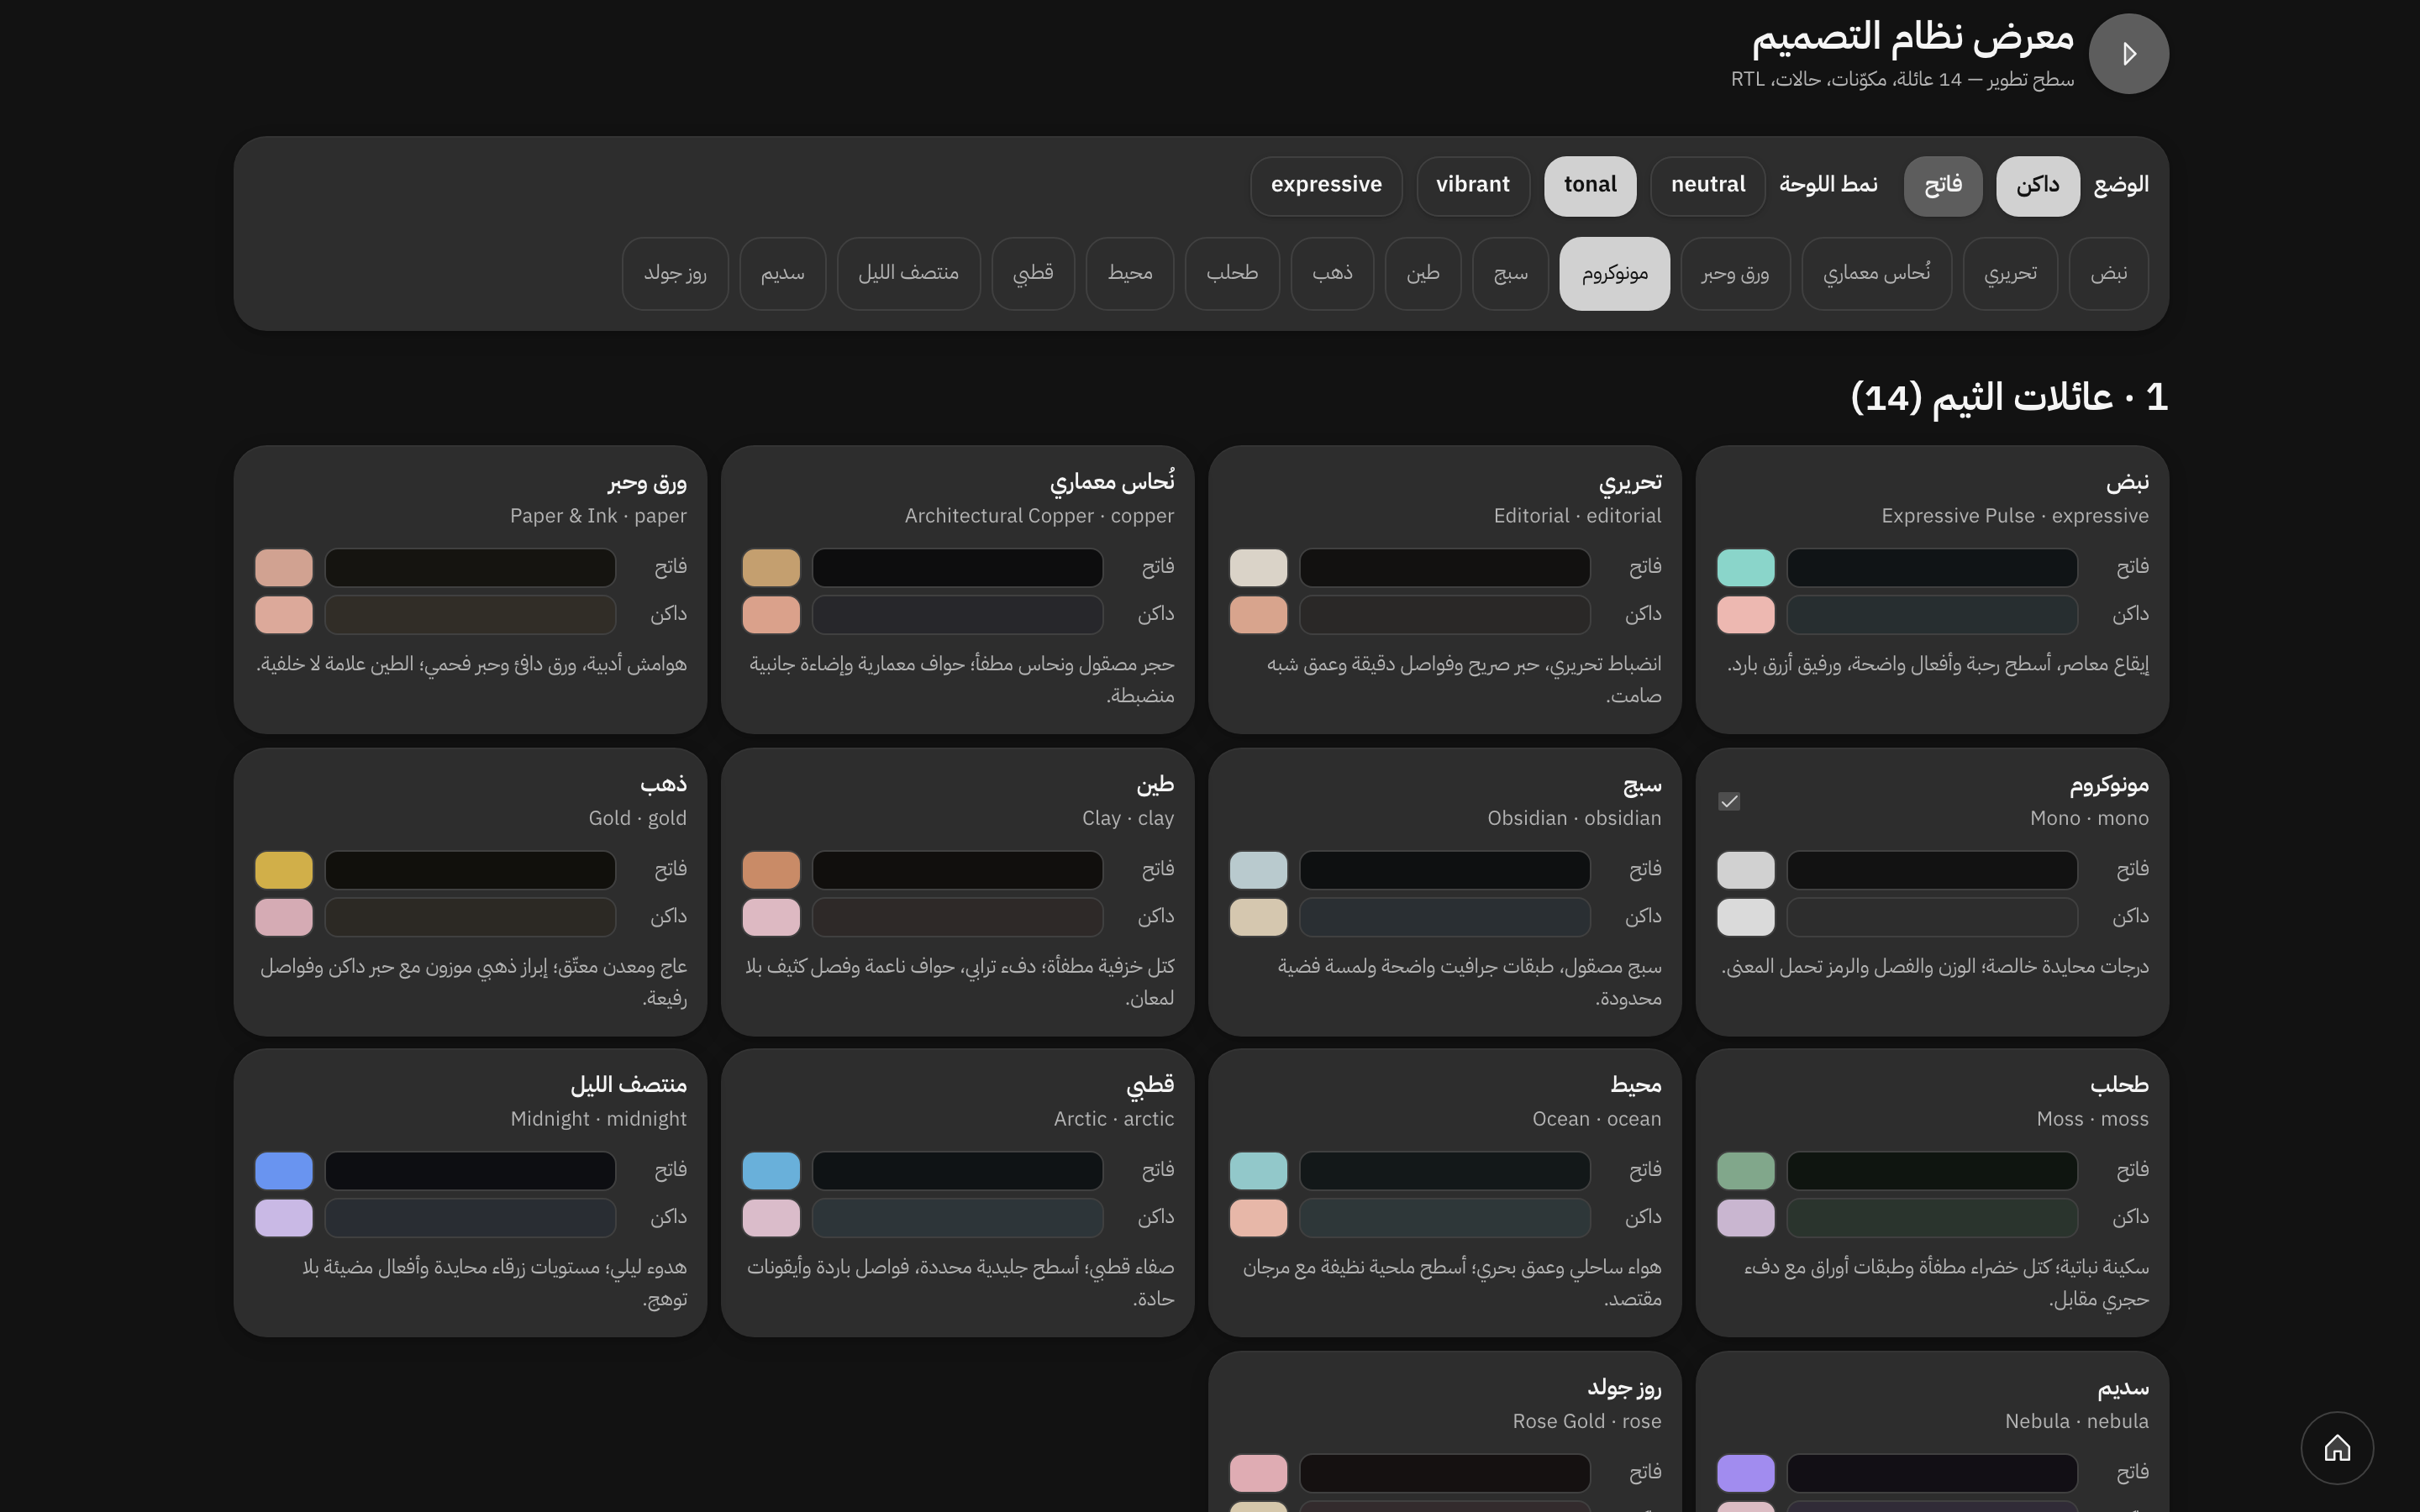 معرض نظام التصميم
سطح تطوير — 14 عائلة، مكوّنات، حالات، RTL
الوضع داكن فاتح نمط اللوحة neutral tonal vibrant expressive
نبض تحريري نُحاس معماري ورق وحبر مونوكروم سبج طين ذهب طحلب محيط قطبي منتصف الليل سديم روز جولد
1 · عائلات الثيم (14)
نبض
Expressive Pulse · expressive
فاتح
داكن
إيقاع معاصر، أسطح رحبة وأفعال واضحة، ورفيق أزرق بارد.
تحريري
Editorial · editorial
فاتح
داكن
انضباط تحريري، حبر صريح وفواصل دقيقة وعمق شبه
صامت.
نُحاس معماري
Architectural Copper · copper
فاتح
داكن
حجر مصقول ونحاس مطفأ؛ حواف معمارية وإضاءة جانبية
منضبطة.
ورق وحبر
Paper & Ink · paper
فاتح
داكن
هوامش أدبية، ورق دافئ وحبر فحمي؛ الطين علامة لا خلفية.
مونوكروم
Mono · mono
فاتح
داكن
درجات محايدة خالصة؛ الوزن والفصل والرمز تحمل المعنى.
سبج
Obsidian · obsidian
فاتح
داكن
سبج مصقول، طبقات جرافيت واضحة ولمسة فضية
محدودة.
طين
Clay · clay
فاتح
داكن
كتل خزفية مطفأة؛ دفء ترابي، حواف ناعمة وفصل كثيف بلا
لمعان.
ذهب
Gold · gold
فاتح
داكن
عاج ومعدن معتّق؛ إبراز ذهبي موزون مع حبر داكن وفواصل
رفيعة.
طحلب
Moss · moss
فاتح
داكن
سكينة نباتية؛ كتل خضراء مطفأة وطبقات أوراق مع دفء
حجري مقابل.
محيط
Ocean · ocean
فاتح
داكن
هواء ساحلي وعمق بحري؛ أسطح ملحية نظيفة مع مرجان
مقتصد.
قطبي
Arctic · arctic
فاتح
داكن
صفاء قطبي؛ أسطح جليدية محددة، فواصل باردة وأيقونات
حادة.
منتصف الليل
Midnight · midnight
فاتح
داكن
هدوء ليلي؛ مستويات زرقاء محايدة وأفعال مضيئة بلا
توهج.
سديم
Nebula · nebula
فاتح
روز جولد
Rose Gold · rose
فاتح